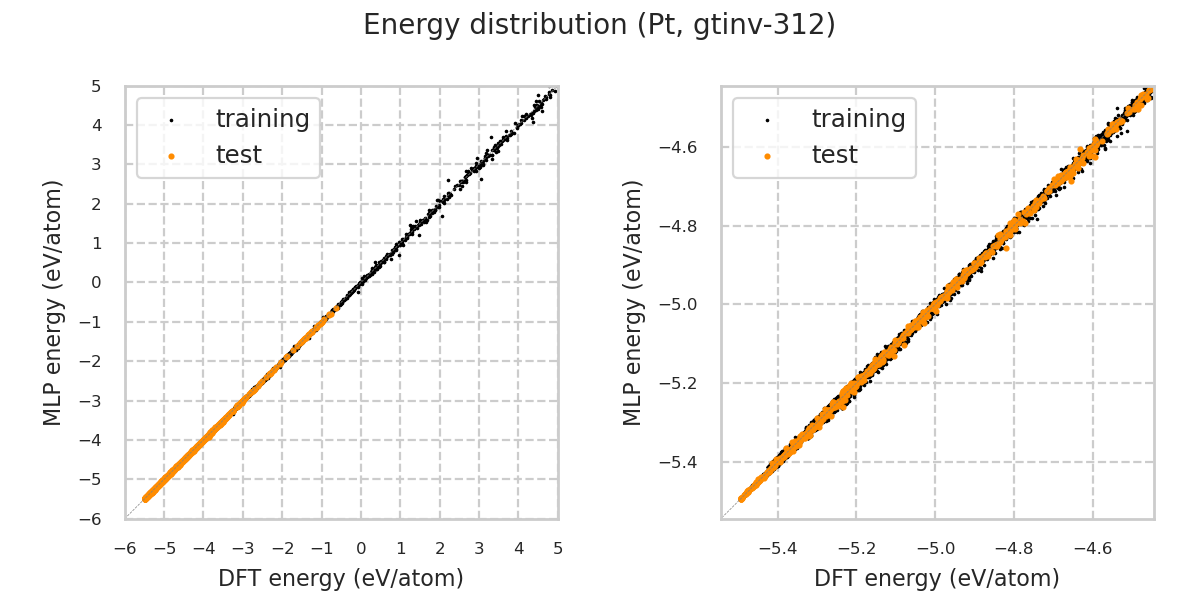 Energy distribution (Pt, gtinv-312)
training
test
5
4
3
2
1
0
−1
−2
−3
−4
−5
−6
−6 −5 −4 −3 −2 −1 0 1 2 3 4 5
MLP energy (eV/atom)
DFT energy (eV/atom)
training
test
−4.6
−4.8
−5.0
−5.2
−5.4
−5.4 −5.2 −5.0 −4.8 −4.6
MLP energy (eV/atom)
DFT energy (eV/atom)